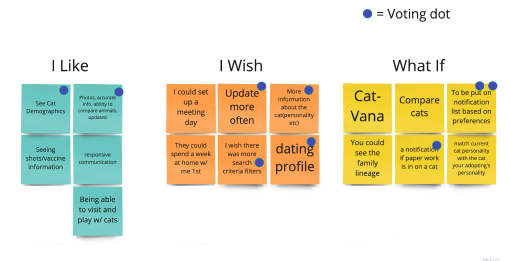 = Voting dot
I Like
I Wish
What If
See Cat
Demographics
Photos, accurate
info, ability to
compare animals,
updates!
Seeing
shots/vaccine
information
responsive
communication
Being able
to visit and
play w/ cats
I could set
up a
meeting
day
Update
more
often
More
information
about the
cat(personality
etc)
They could
spend a week
at home w/
me 1st
I wish there
was more
search
criteria filters
dating
profile
Cat-
Vana
Compare
cats
To be put on
notification
list based on
preferences
You could
see the
family
lineage
a notification
if paper work
is in on a cat
match current
cat personality
with the cat
your adopting's
personality
miro